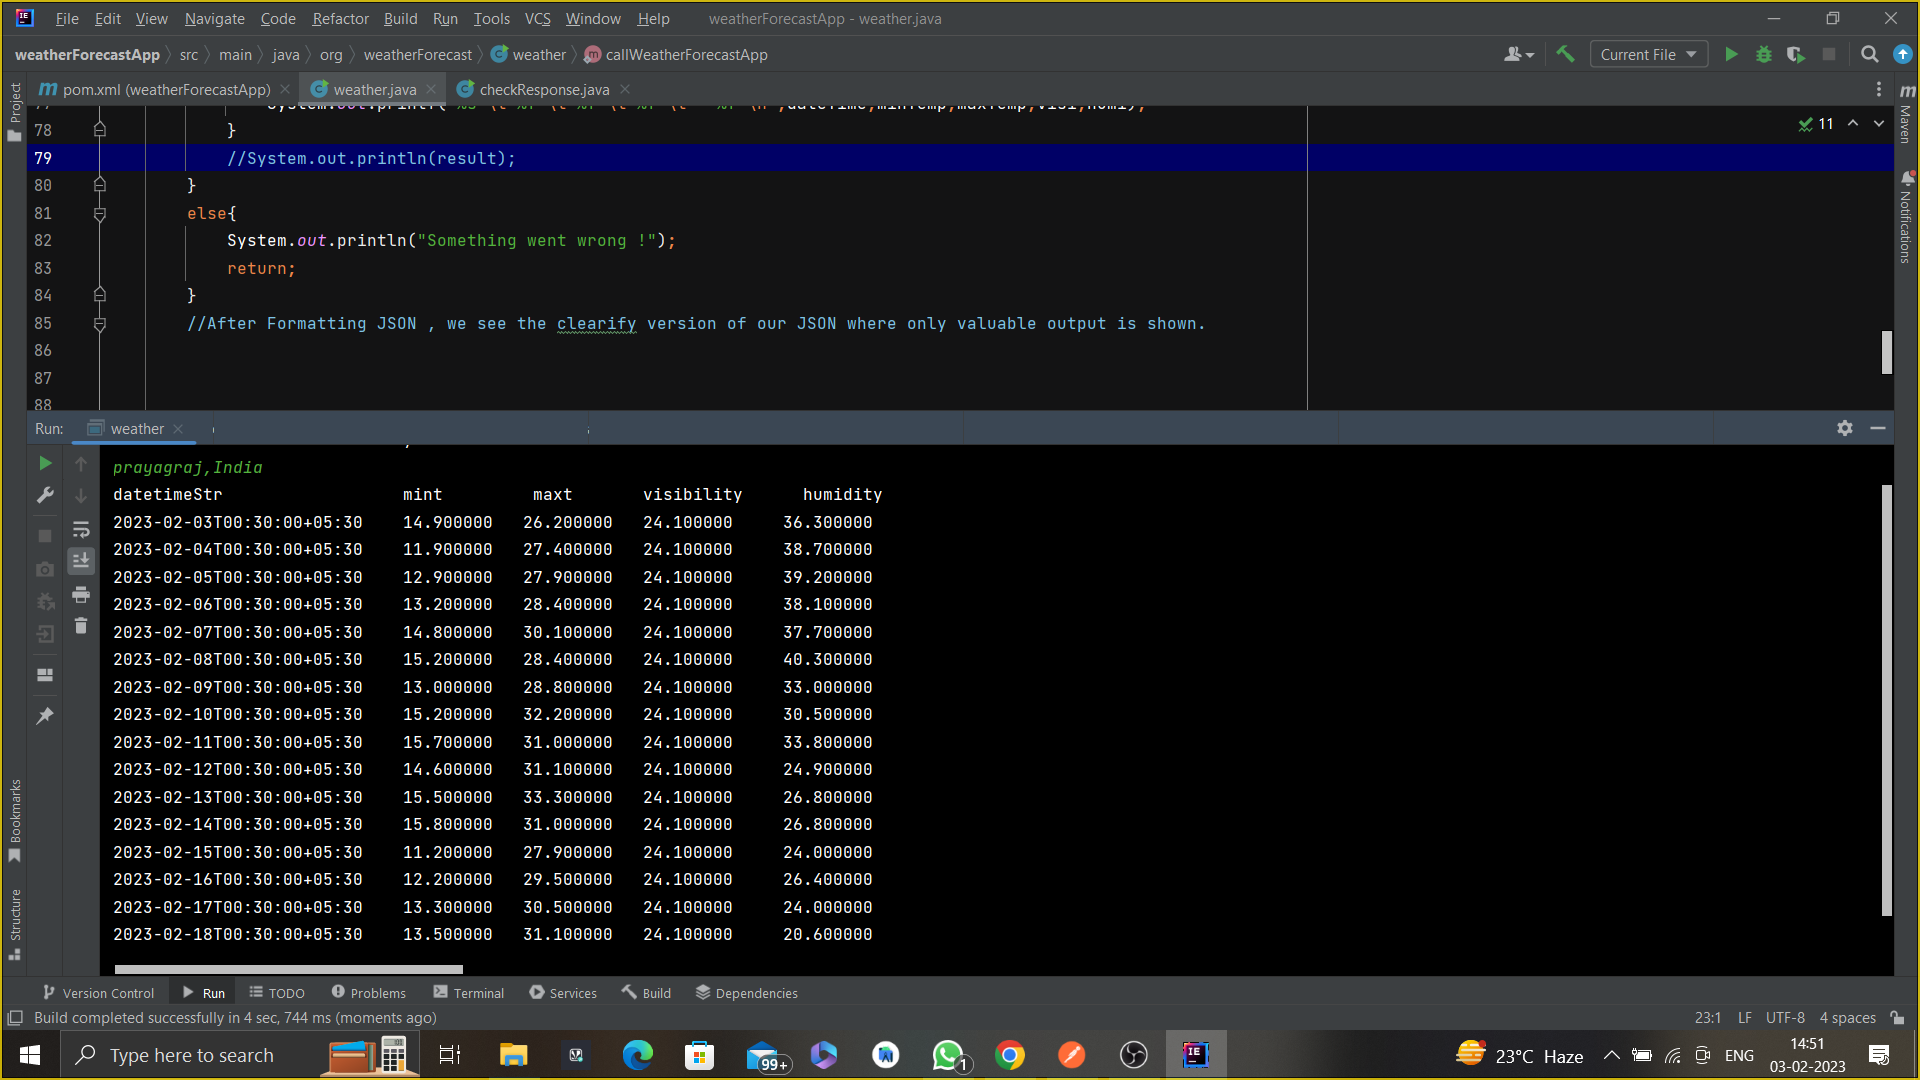 File Edit View Navigate Code Refactor Build Run Tools VCS Window Help weatherForecastApp - weather.java
weatherForecastApp src main java org weatherForecast weather callWeatherForecastApp Current File
Project
pom.xml (weatherForecastApp) weather.java checkResponse.java
Maven
Notifications
78 }
11
79 //System.out.println(result);
80 }
81 else{
82 System.out.println("Something went wrong !");
83 return;
84 }
85 //After Formatting JSON , we see the clearify version of our JSON where only valuable output is shown.
86
87
88
Run: weather
prayagraj,India
datetimeStr mint maxt visibility humidity
2023-02-03T00:30:00+05:30 14.900000 26.200000 24.100000 36.300000
2023-02-04T00:30:00+05:30 11.900000 27.400000 24.100000 38.700000
2023-02-05T00:30:00+05:30 12.900000 27.900000 24.100000 39.200000
2023-02-06T00:30:00+05:30 13.200000 28.400000 24.100000 38.100000
2023-02-07T00:30:00+05:30 14.800000 30.100000 24.100000 37.700000
2023-02-08T00:30:00+05:30 15.200000 28.400000 24.100000 40.300000
2023-02-09T00:30:00+05:30 13.000000 28.800000 24.100000 33.000000
2023-02-10T00:30:00+05:30 15.200000 32.200000 24.100000 30.500000
2023-02-11T00:30:00+05:30 15.700000 31.000000 24.100000 33.800000
2023-02-12T00:30:00+05:30 14.600000 31.100000 24.100000 24.900000
2023-02-13T00:30:00+05:30 15.500000 33.300000 24.100000 26.800000
2023-02-14T00:30:00+05:30 15.800000 31.000000 24.100000 26.800000
2023-02-15T00:30:00+05:30 11.200000 27.900000 24.100000 24.000000
2023-02-16T00:30:00+05:30 12.200000 29.500000 24.100000 26.400000
2023-02-17T00:30:00+05:30 13.300000 30.500000 24.100000 24.000000
2023-02-18T00:30:00+05:30 13.500000 31.100000 24.100000 20.600000
Bookmarks
Structure
Version Control Run TODO Problems Terminal Services Build Dependencies
Build completed successfully in 4 sec, 744 ms (moments ago) 23:1 LF UTF-8 4 spaces
Type here to search 99+ 1 23°C Haze ENG 14:51
03-02-2023